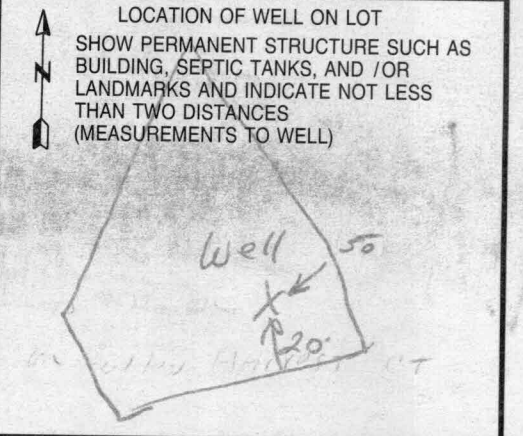 LOCATION OF WELL ON LOT
SHOW PERMANENT STRUCTURE SUCH AS
N BUILDING, SEPTIC TANKS, AND / OR
LANDMARKS AND INDICATE NOT LESS
THAN TWO DISTANCES
(MEASUREMENTS TO WELL)
Well 50
X
20